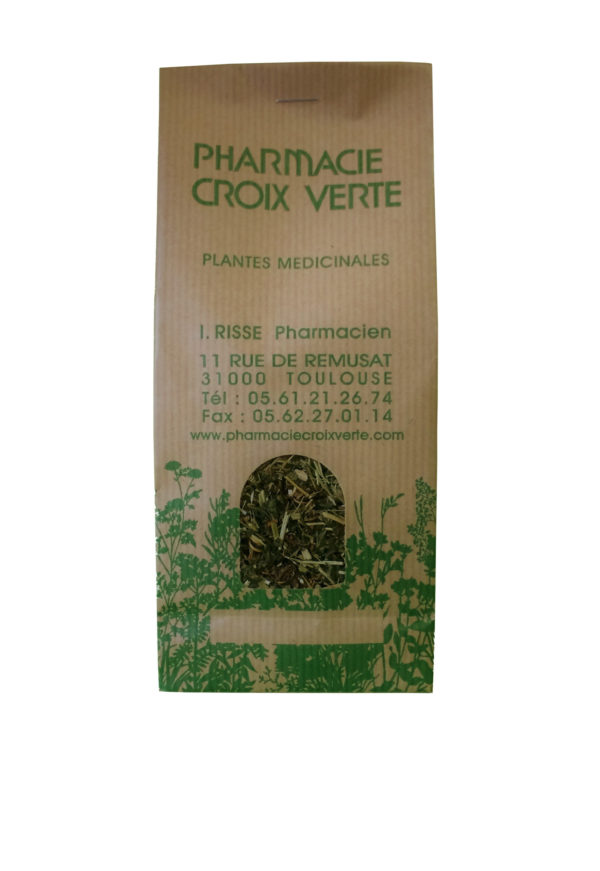 PHARMACIE
CROIX VERTE
PLANTES MEDICINALES
I. RISSE Pharmacien
11 RUE DE REMUSAT
31000 TOULOUSE
Tél : 05.61.21.26.74
Fax : 05.62.27.01.14
www.pharmaciecroixverte.com